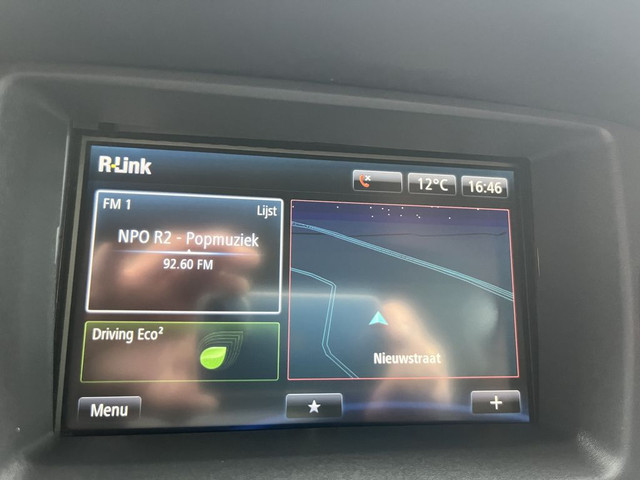 R-Link
12°C
16:46
FM 1
Lijst
NPO R2 - Popmuziek
92.60 FM
Driving Eco²
Nieuwstraat
Menu